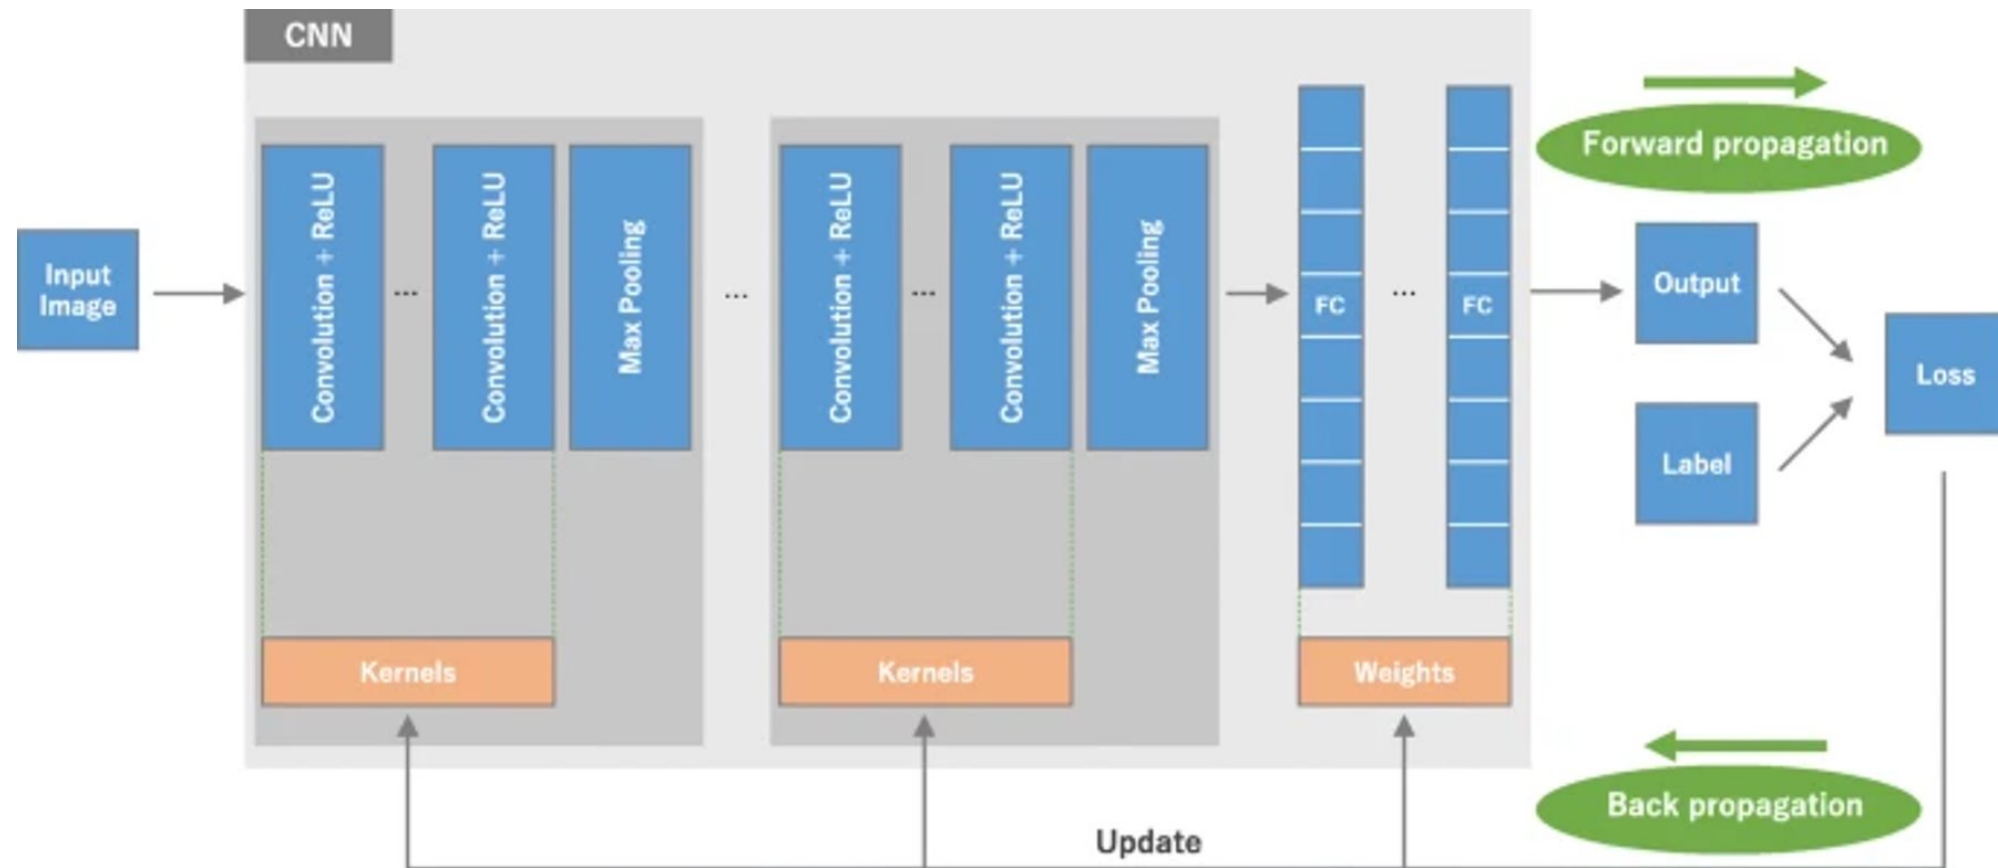 CNN
Forward propagation
Input
Image
Convolution + ReLU
...
Convolution + ReLU
Max Pooling
...
Convolution + ReLU
...
Convolution + ReLU
Max Pooling
FC
...
FC
Output
Label
Loss
Kernels
Kernels
Weights
Back propagation
Update